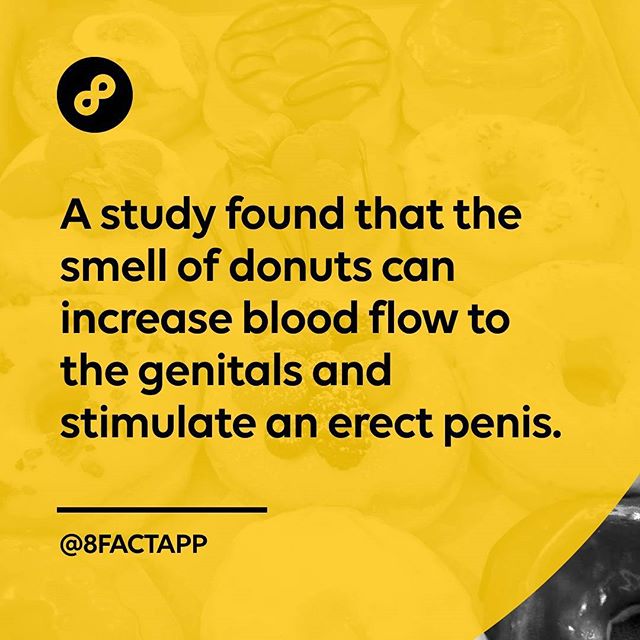 A study found that the
smell of donuts can
increase blood flow to
the genitals and
stimulate an erect penis.
@8FACTAPP